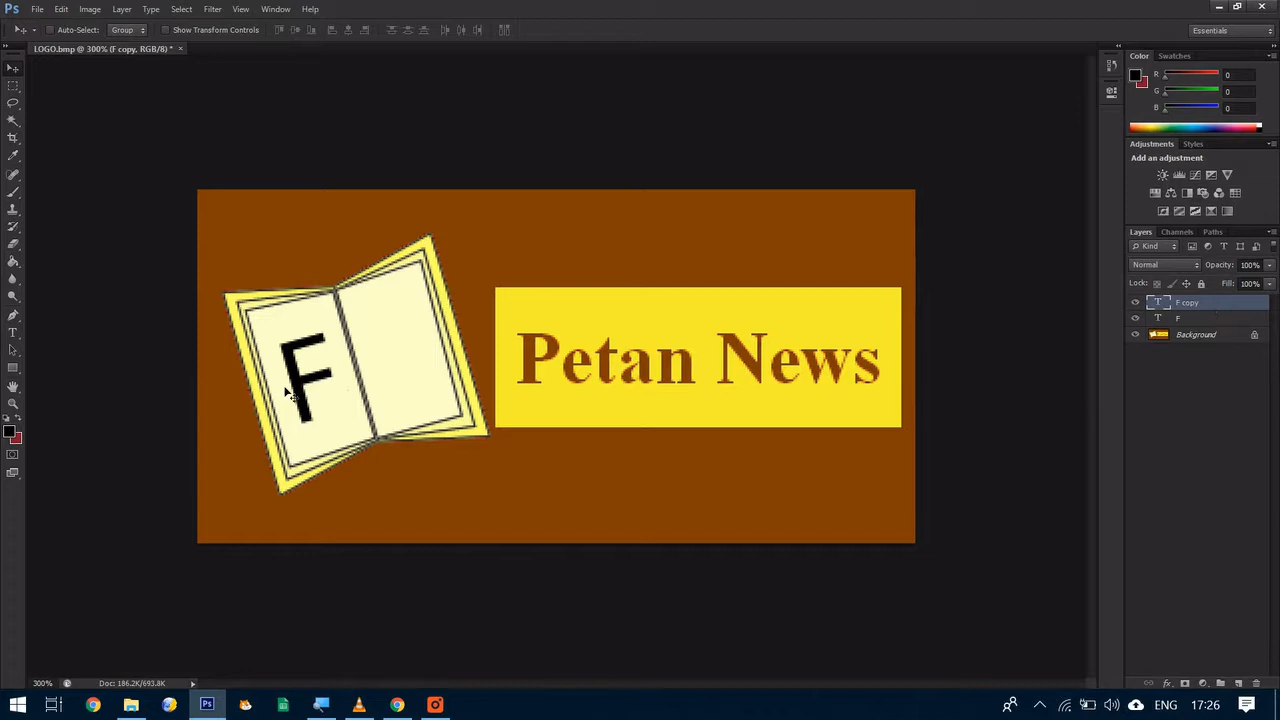 Ps File Edit Image Layer Type Select Filter View Window Help
Auto-Select: Group Show Transform Controls Essentials
LOGO.bmp @ 300% (F copy, RGB/8) * ×
Color Swatches
R 0
G 0
B 0
Adjustments Styles
Add an adjustment
Layers Channels Paths
Kind
Normal Opacity: 100%
Lock: Fill: 100%
T F copy
T F
Background
F
Petan News
300% Doc: 186.2K/693.8K
Ps ENG 17:26